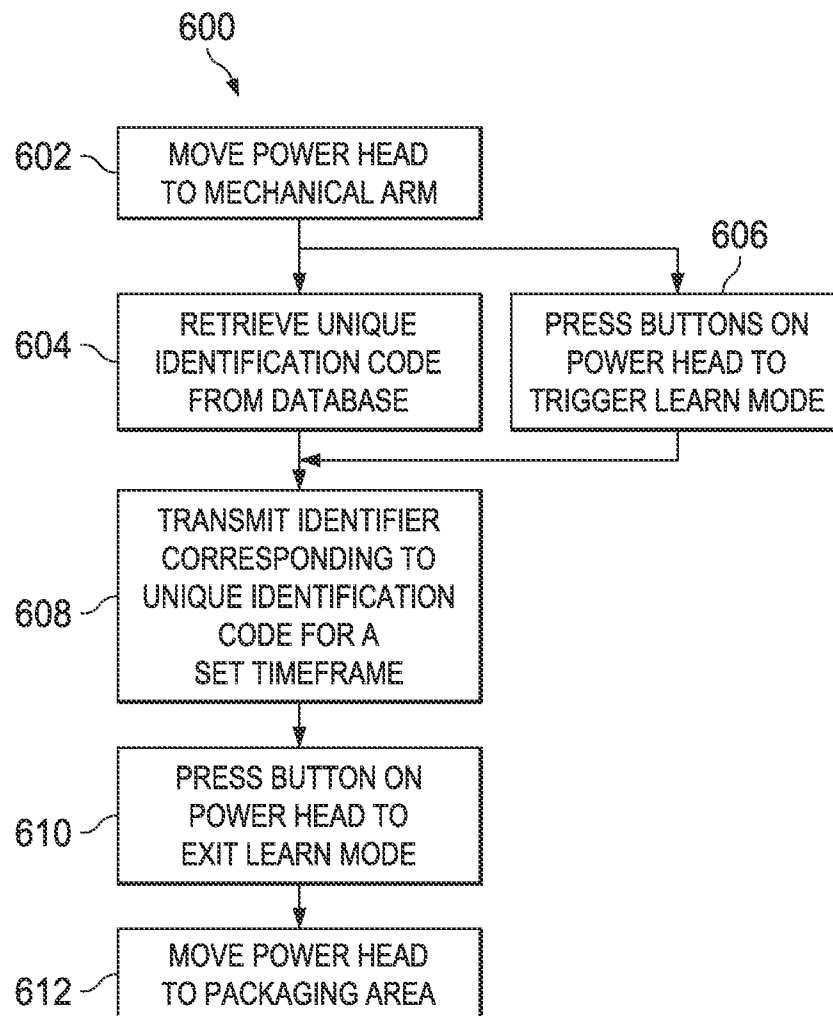 600
602
MOVE POWER HEAD
TO MECHANICAL ARM
606
604
RETRIEVE UNIQUE
IDENTIFICATION CODE
FROM DATABASE
PRESS BUTTONS ON
POWER HEAD TO
TRIGGER LEARN MODE
608
TRANSMIT IDENTIFIER
CORRESPONDING TO
UNIQUE IDENTIFICATION
CODE FOR A
SET TIMEFRAME
610
PRESS BUTTON ON
POWER HEAD TO
EXIT LEARN MODE
612
MOVE POWER HEAD
TO PACKAGING AREA